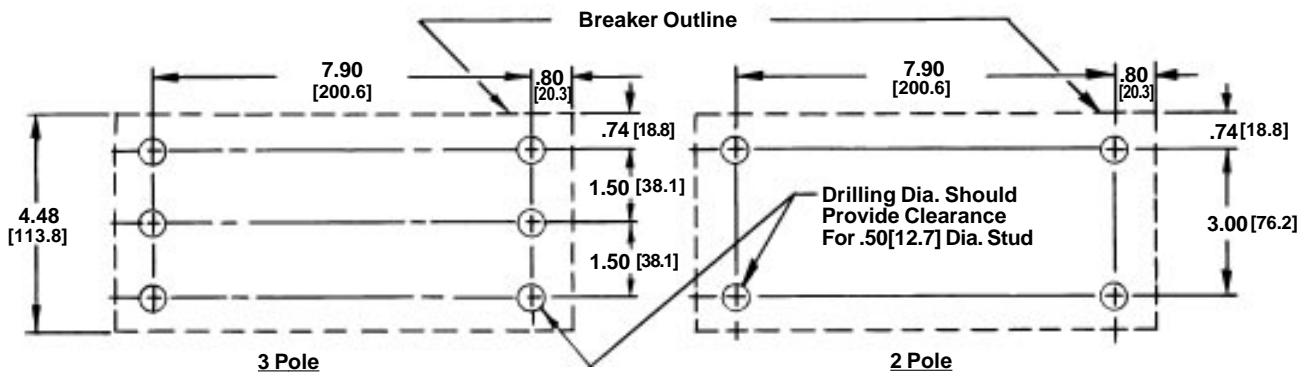 Breaker Outline
7.90
[200.6]
.80
[20.3]
7.90
[200.6]
.80
[20.3]
.74 [18.8]
.74 [18.8]
1.50 [38.1]
4.48
[113.8]
Drilling Dia. Should
Provide Clearance
For .50[12.7] Dia. Stud
3.00 [76.2]
1.50 [38.1]
3 Pole
2 Pole